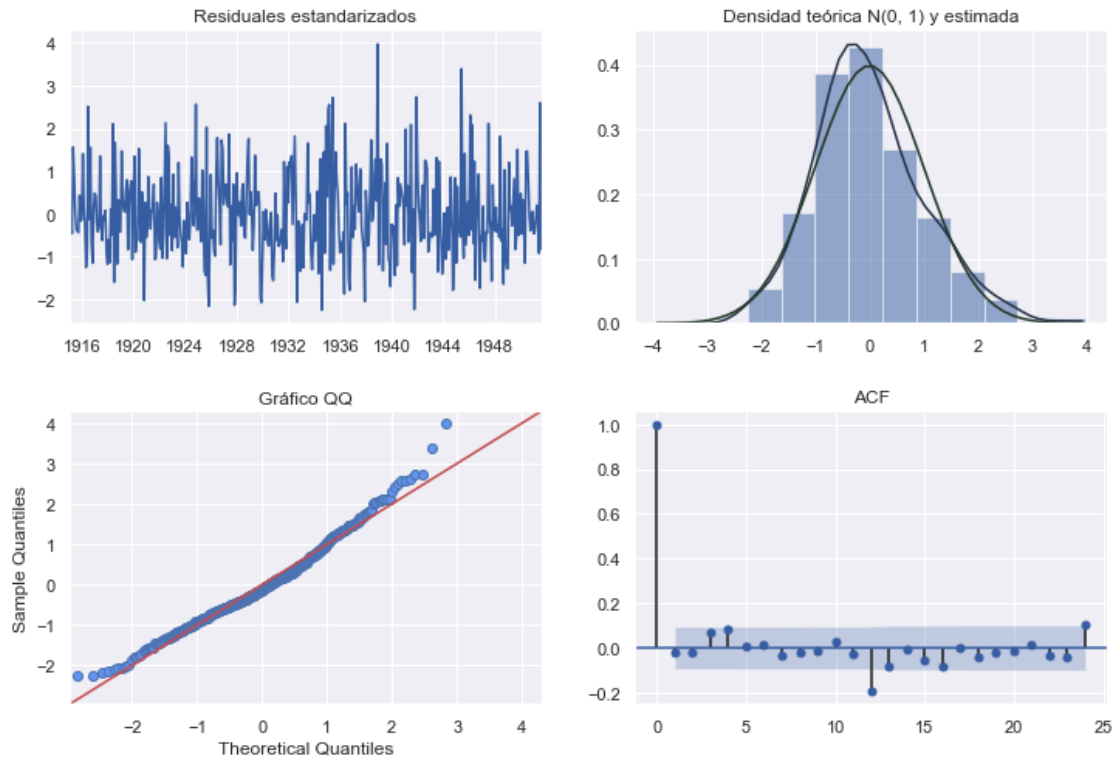 Residuales estandarizados
4
3
2
1
0
−1
−2
1916 1920 1924 1928 1932 1936 1940 1944 1948
Densidad teórica N(0, 1) y estimada
0.4
0.3
0.2
0.1
0.0
−4 −3 −2 −1 0 1 2 3 4
Gráfico QQ
Sample Quantiles
4
3
2
1
0
−1
−2
−2 −1 0 1 2 3 4
Theoretical Quantiles
ACF
1.0
0.8
0.6
0.4
0.2
0.0
−0.2
0 5 10 15 20 25